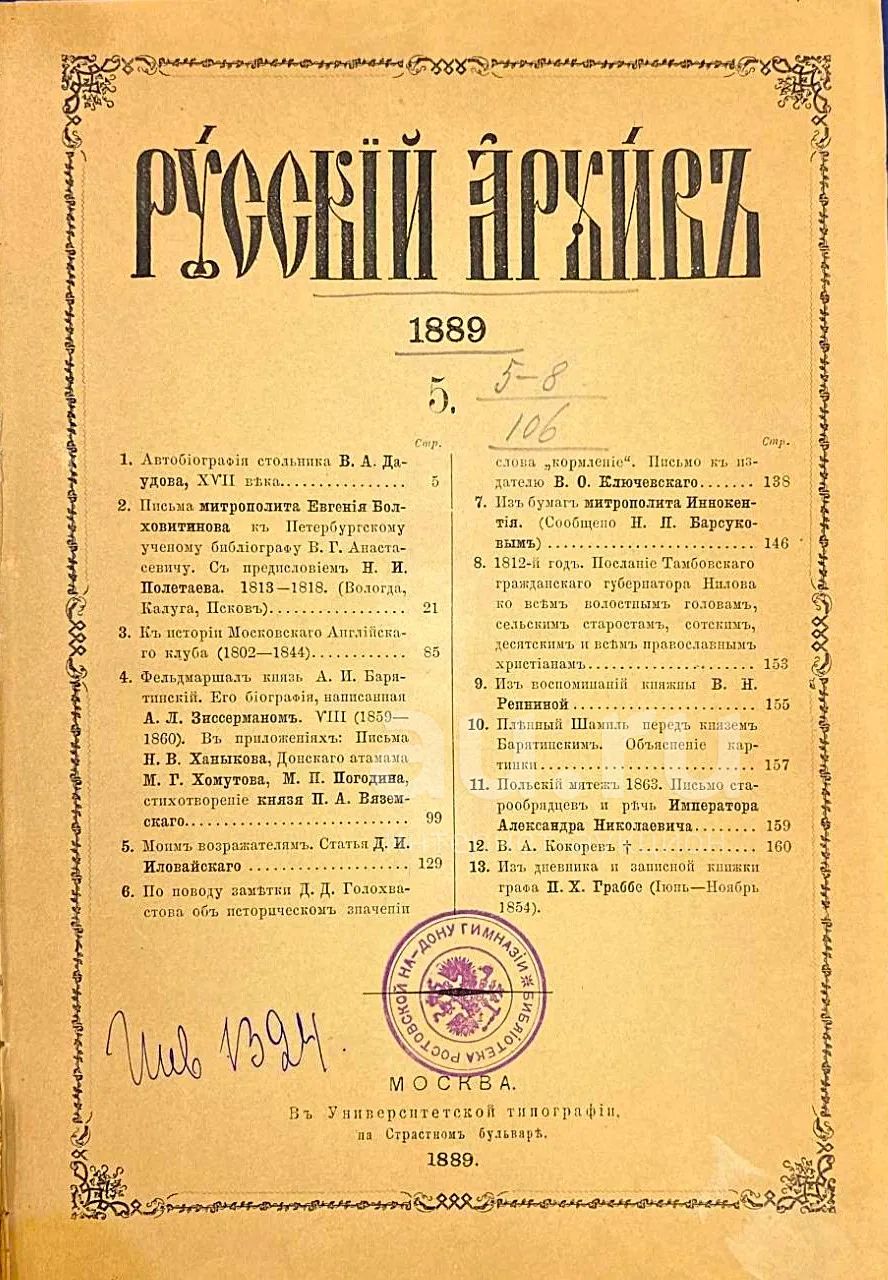 РУ́ССКІЙ АРХИ́ВЪ
1889
5.
5–8
106
Стр.
1. Автобіографія стольника В. А. Да-
удова, XVII вѣка............... 5
2. Письма митрополита Евгенія Бол-
ховитинова къ Петербургскому
ученому библіографу В. Г. Анаста-
севичу. Съ предисловіемъ Н. И.
Полетаева. 1813—1818. (Вологда,
Калуга, Псковъ)................. 21
3. Къ исторіи Московскаго Англійска-
го клуба (1802—1844)............ 85
4. Фельдмаршалъ князь А. И. Баря-
тинскій. Его біографія, написанная
А. Л. Зиссерманомъ. VIII (1859—
1860). Въ приложеніяхъ: Письма
Н. В. Ханыкова, Донскаго атамана
М. Г. Хомутова, М. П. Погодина,
стихотвореніе князя П. А. Вязем-
скаго........................... 99
5. Моимъ возражателямъ. Статья Д. И.
Иловайскаго .................... 129
6. По поводу замѣтки Д. Д. Голохва-
стова объ историческомъ значеніи
Стр.
слова „кормленіе“. Письмо къ из-
дателю В. О. Ключевскаго....... 138
7. Изъ бумагъ митрополита Иннокен-
тія. (Сообщено Н. П. Барсуко-
вымъ) .......................... 146
8. 1812-й годъ. Посланіе Тамбовскаго
гражданскаго губернатора Нилова
ко всѣмъ волостнымъ головамъ,
сельскимъ старостамъ, сотскимъ,
десятскимъ и всѣмъ православнымъ
христіанамъ..................... 153
9. Изъ воспоминаній княжны В. Н.
Репниной ....................... 155
10. Плѣнный Шамиль передъ княземъ
Барятинскимъ. Объясненіе кар-
тинки........................... 157
11. Польскій мятежъ 1863. Письмо ста-
рообрядцевъ и рѣчь Императора
Александра Николаевича........ 159
12. В. А. Кокоревъ † ............... 160
13. Изъ дневника и записной книжки
графа П. Х. Граббе (Іюнь—Ноябрь
1854).
БИБЛІОТЕКА РОСТОВСКОЙ НА-ДОНУ ГИМНАЗІИ
Инв 1324.
МОСКВА.
Въ Университетской типографіи,
на Страстномъ бульварѣ.
1889.